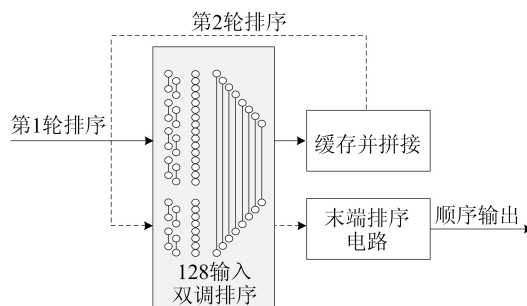 第2轮排序
第1轮排序
缓存并拼接
末端排序
电路
顺序输出
128输入
双调排序